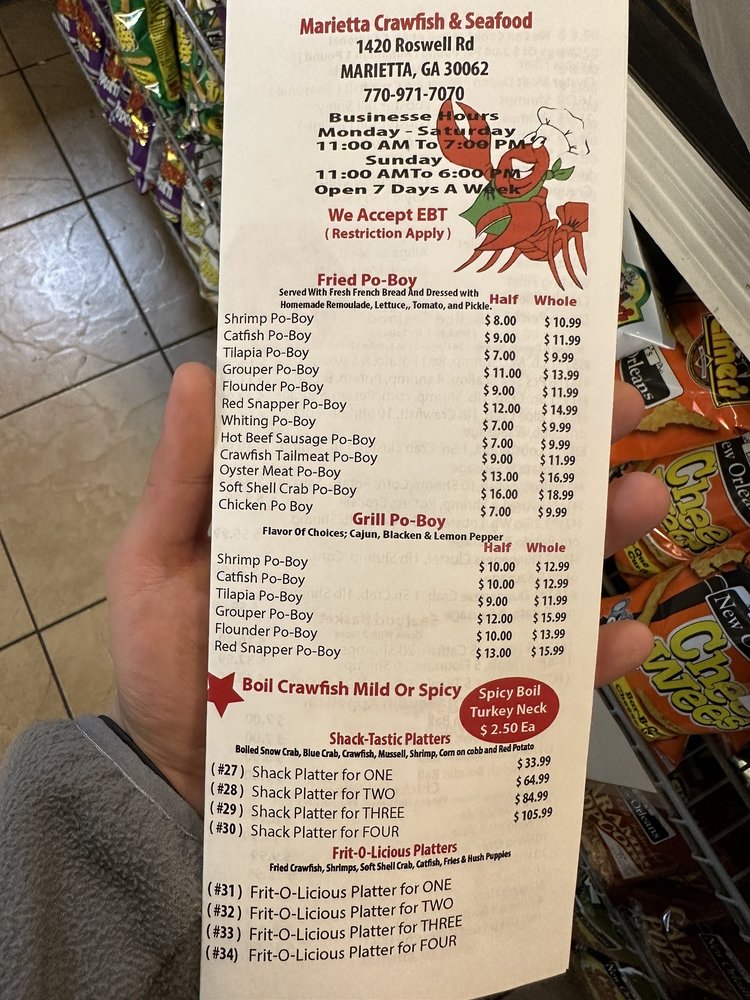 Marietta Crawfish & Seafood
1420 Roswell Rd
MARIETTA, GA 30062
770-971-7070
Businesse Hours
Monday - Saturday
11:00 AM To 7:00 PM
Sunday
11:00 AMTo 6:00 PM
Open 7 Days A Week
We Accept EBT
( Restriction Apply )
Fried Po-Boy
Served With Fresh French Bread And Dressed with
Homemade Remoulade, Lettuce,, Tomato, and Pickle.
Half Whole
Shrimp Po-Boy $ 8.00 $ 10.99
Catfish Po-Boy $ 9.00 $ 11.99
Tilapia Po-Boy $ 7.00 $ 9.99
Grouper Po-Boy $ 11.00 $ 13.99
Flounder Po-Boy $ 9.00 $ 11.99
Red Snapper Po-Boy $ 12.00 $ 14.99
Whiting Po-Boy $ 7.00 $ 9.99
Hot Beef Sausage Po-Boy $ 7.00 $ 9.99
Crawfish Tailmeat Po-Boy $ 9.00 $ 11.99
Oyster Meat Po-Boy $ 13.00 $ 16.99
Soft Shell Crab Po-Boy $ 16.00 $ 18.99
Chicken Po Boy $ 7.00 $ 9.99
Grill Po-Boy
Flavor Of Choices; Cajun, Blacken & Lemon Pepper
Half Whole
Shrimp Po-Boy $ 10.00 $ 12.99
Catfish Po-Boy $ 10.00 $ 12.99
Tilapia Po-Boy $ 9.00 $ 11.99
Grouper Po-Boy $ 12.00 $ 15.99
Flounder Po-Boy $ 10.00 $ 13.99
Red Snapper Po-Boy $ 13.00 $ 15.99
Boil Crawfish Mild Or Spicy
Spicy Boil
Turkey Neck
$ 2.50 Ea
Shack-Tastic Platters
Boiled Snow Crab, Blue Crab, Crawfish, Mussell, Shrimp, Corn on cobb and Red Potato
(#27) Shack Platter for ONE $ 33.99
(#28) Shack Platter for TWO $ 64.99
(#29) Shack Platter for THREE $ 84.99
(#30) Shack Platter for FOUR $ 105.99
Frit-O-Licious Platters
Fried Crawfish, Shrimps, Soft Shell Crab, Catfish, Fries & Hush Puppies
(#31) Frit-O-Licious Platter for ONE
(#32) Frit-O-Licious Platter for TWO
(#33) Frit-O-Licious Platter for THREE
(#34) Frit-O-Licious Platter for FOUR
Chee
Wees
New
Chee
Wees